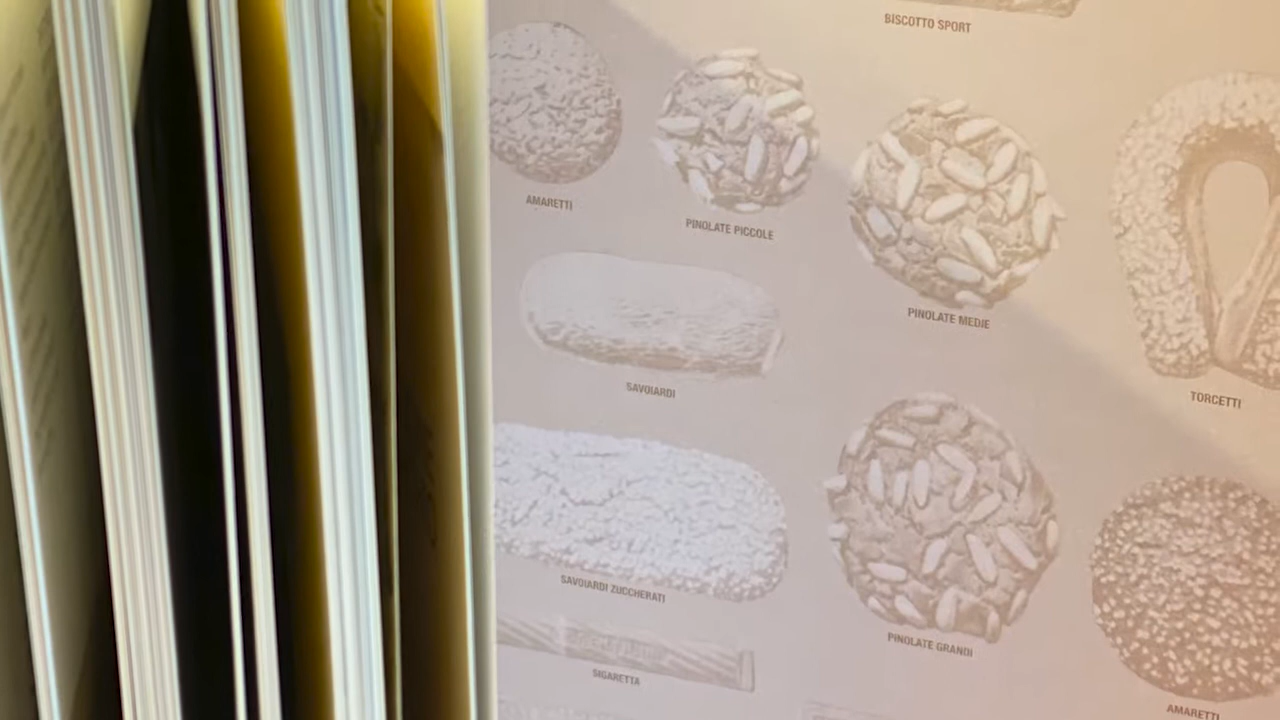 BISCOTTO SPORT
AMARETTI
PINOLATE PICCOLE
PINOLATE MEDIE
SAVOIARDI
TORCETTI
SAVOIARDI ZUCCHERATI
PINOLATE GRANDI
SIGARETTA
AMARETTI